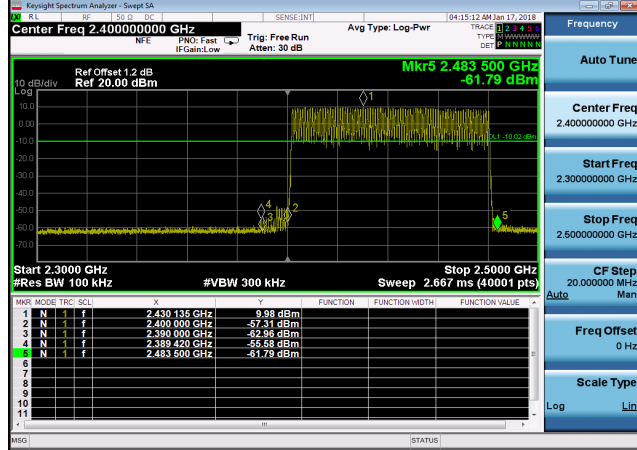 Keysight Spectrum Analyzer - Swept SA
RL RF 50 Ω DC SENSE:INT 04:15:12 AM Jan 17, 2018
Center Freq 2.400000000 GHz
NFE PNO: Fast IFGain:Low
Trig: Free Run
Atten: 30 dB
Avg Type: Log-Pwr
TRACE 1 2 3 4 5 6
TYPE M W W W W W
DET P N N N N N
Ref Offset 1.2 dB
10 dB/div Ref 20.00 dBm
Log
Mkr5 2.483 500 GHz
-61.79 dBm
10.0
0.00
-10.0
-20.0
-30.0
-40.0
-50.0
-60.0
-70.0
1
DL1 -10.02 dBm
4
3
2
5
Start 2.3000 GHz Stop 2.5000 GHz
#Res BW 100 kHz #VBW 300 kHz Sweep 2.667 ms (40001 pts)
MKR MODE TRC SCL X Y FUNCTION FUNCTION WIDTH FUNCTION VALUE
1 N 1 f 2.430 135 GHz 9.98 dBm
2 N 1 f 2.400 000 GHz -57.31 dBm
3 N 1 f 2.390 000 GHz -62.96 dBm
4 N 1 f 2.389 420 GHz -55.58 dBm
5 N 1 f 2.483 500 GHz -61.79 dBm
6
7
8
9
10
11
MSG STATUS
Frequency
Auto Tune
Center Freq
2.400000000 GHz
Start Freq
2.300000000 GHz
Stop Freq
2.500000000 GHz
CF Step
20.000000 MHz
Auto Man
Freq Offset
0 Hz
Scale Type
Log Lin